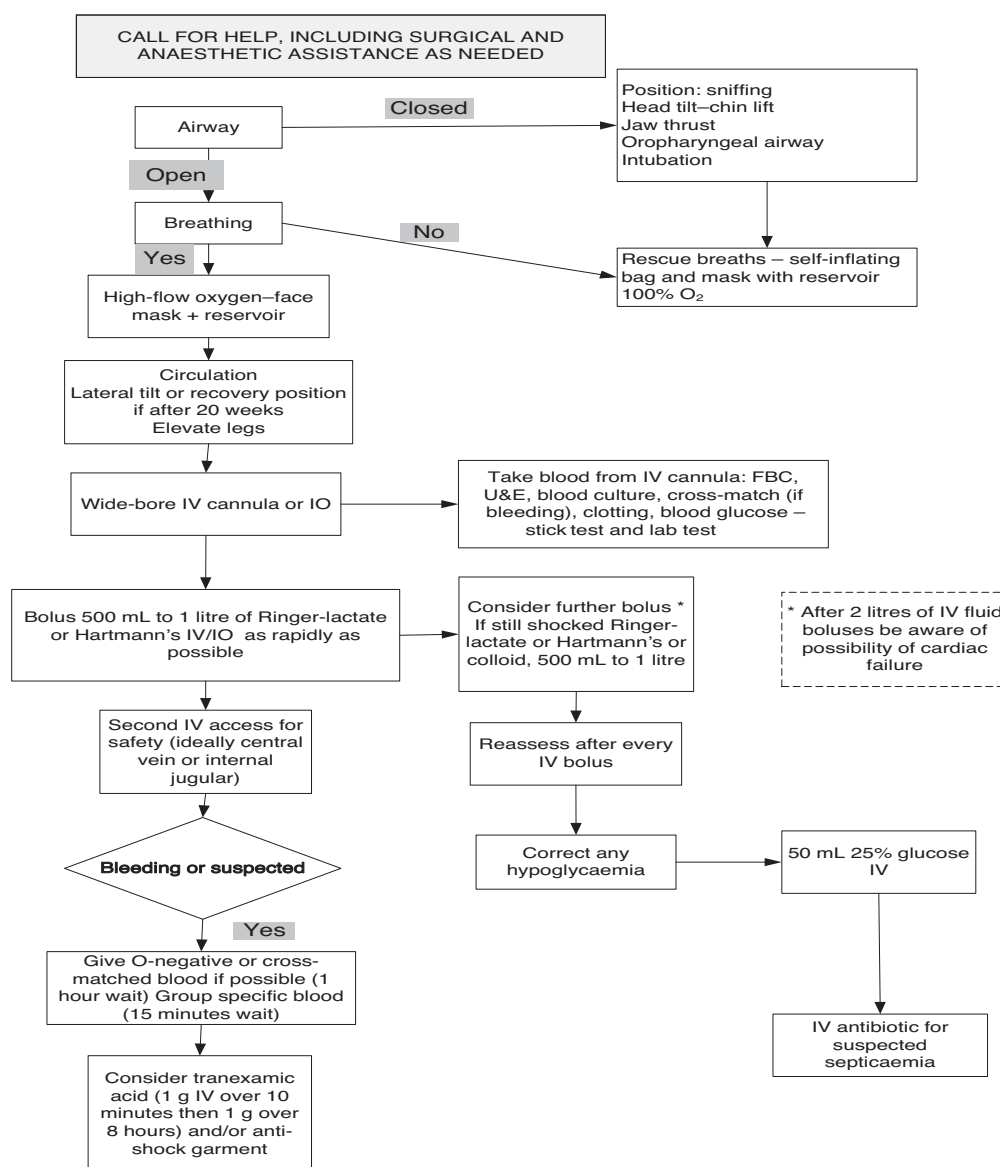 CALL FOR HELP, INCLUDING SURGICAL AND
ANAESTHETIC ASSISTANCE AS NEEDED
Airway
Closed
Position: sniffing
Head tilt–chin lift
Jaw thrust
Oropharyngeal airway
Intubation
Open
Breathing
No
Rescue breaths – self-inflating
bag and mask with reservoir
100% O₂
Yes
High-flow oxygen–face
mask + reservoir
Circulation
Lateral tilt or recovery position
if after 20 weeks
Elevate legs
Wide-bore IV cannula or IO
Take blood from IV cannula: FBC,
U&E, blood culture, cross-match (if
bleeding), clotting, blood glucose –
stick test and lab test
Bolus 500 mL to 1 litre of Ringer-lactate
or Hartmann's IV/IO as rapidly as
possible
Consider further bolus *
If still shocked Ringer-
lactate or Hartmann's or
colloid, 500 mL to 1 litre
* After 2 litres of IV fluid
boluses be aware of
possibility of cardiac
failure
Second IV access for
safety (ideally central
vein or internal
jugular)
Reassess after every
IV bolus
Bleeding or suspected
Correct any
hypoglycaemia
50 mL 25% glucose
IV
Yes
Give O-negative or cross-
matched blood if possible (1
hour wait) Group specific blood
(15 minutes wait)
IV antibiotic for
suspected
septicaemia
Consider tranexamic
acid (1 g IV over 10
minutes then 1 g over
8 hours) and/or anti-
shock garment